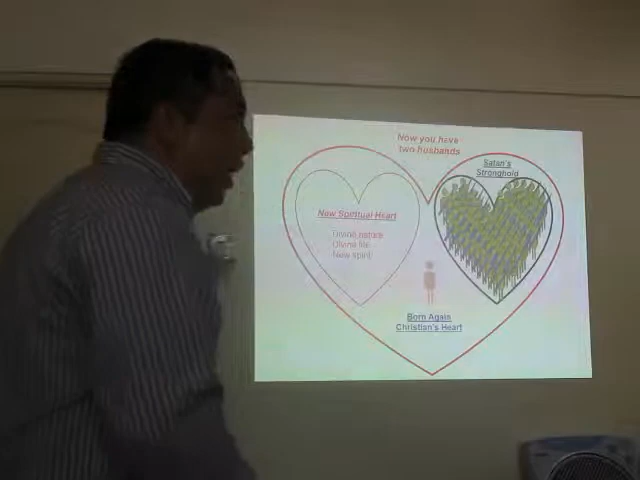 Now you have
two husbands
Satan's
Stronghold
New Spiritual Heart
Divine nature
Divine life
New spirit
Born Again
Christian's Heart